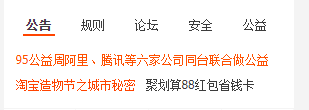 公告 规则 论坛 安全 公益
95公益周阿里、腾讯等六家公司同台联合做公益
淘宝造物节之城市秘密 聚划算88红包省钱卡